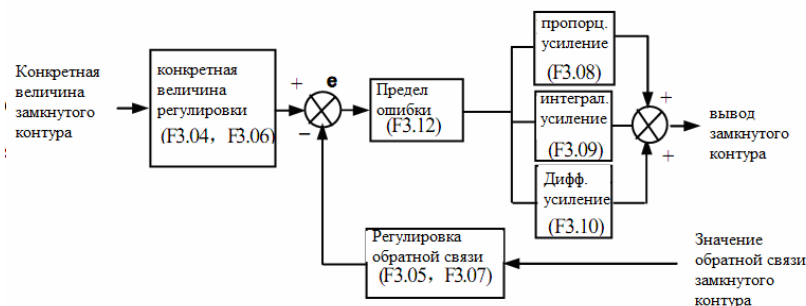 Конкретная
величина
замкнутого
контура
конкретная
величина
регулировки
(F3.04, F3.06)
+
e
−
Предел
ошибки
(F3.12)
пропорц.
усиление
(F3.08)
интеграл.
усиление
(F3.09)
Дифф.
усиление
(F3.10)
+
+
вывод
замкнутого
контура
Регулировка
обратной связи
(F3.05, F3.07)
Значение
обратной связи
замкнутого
контура